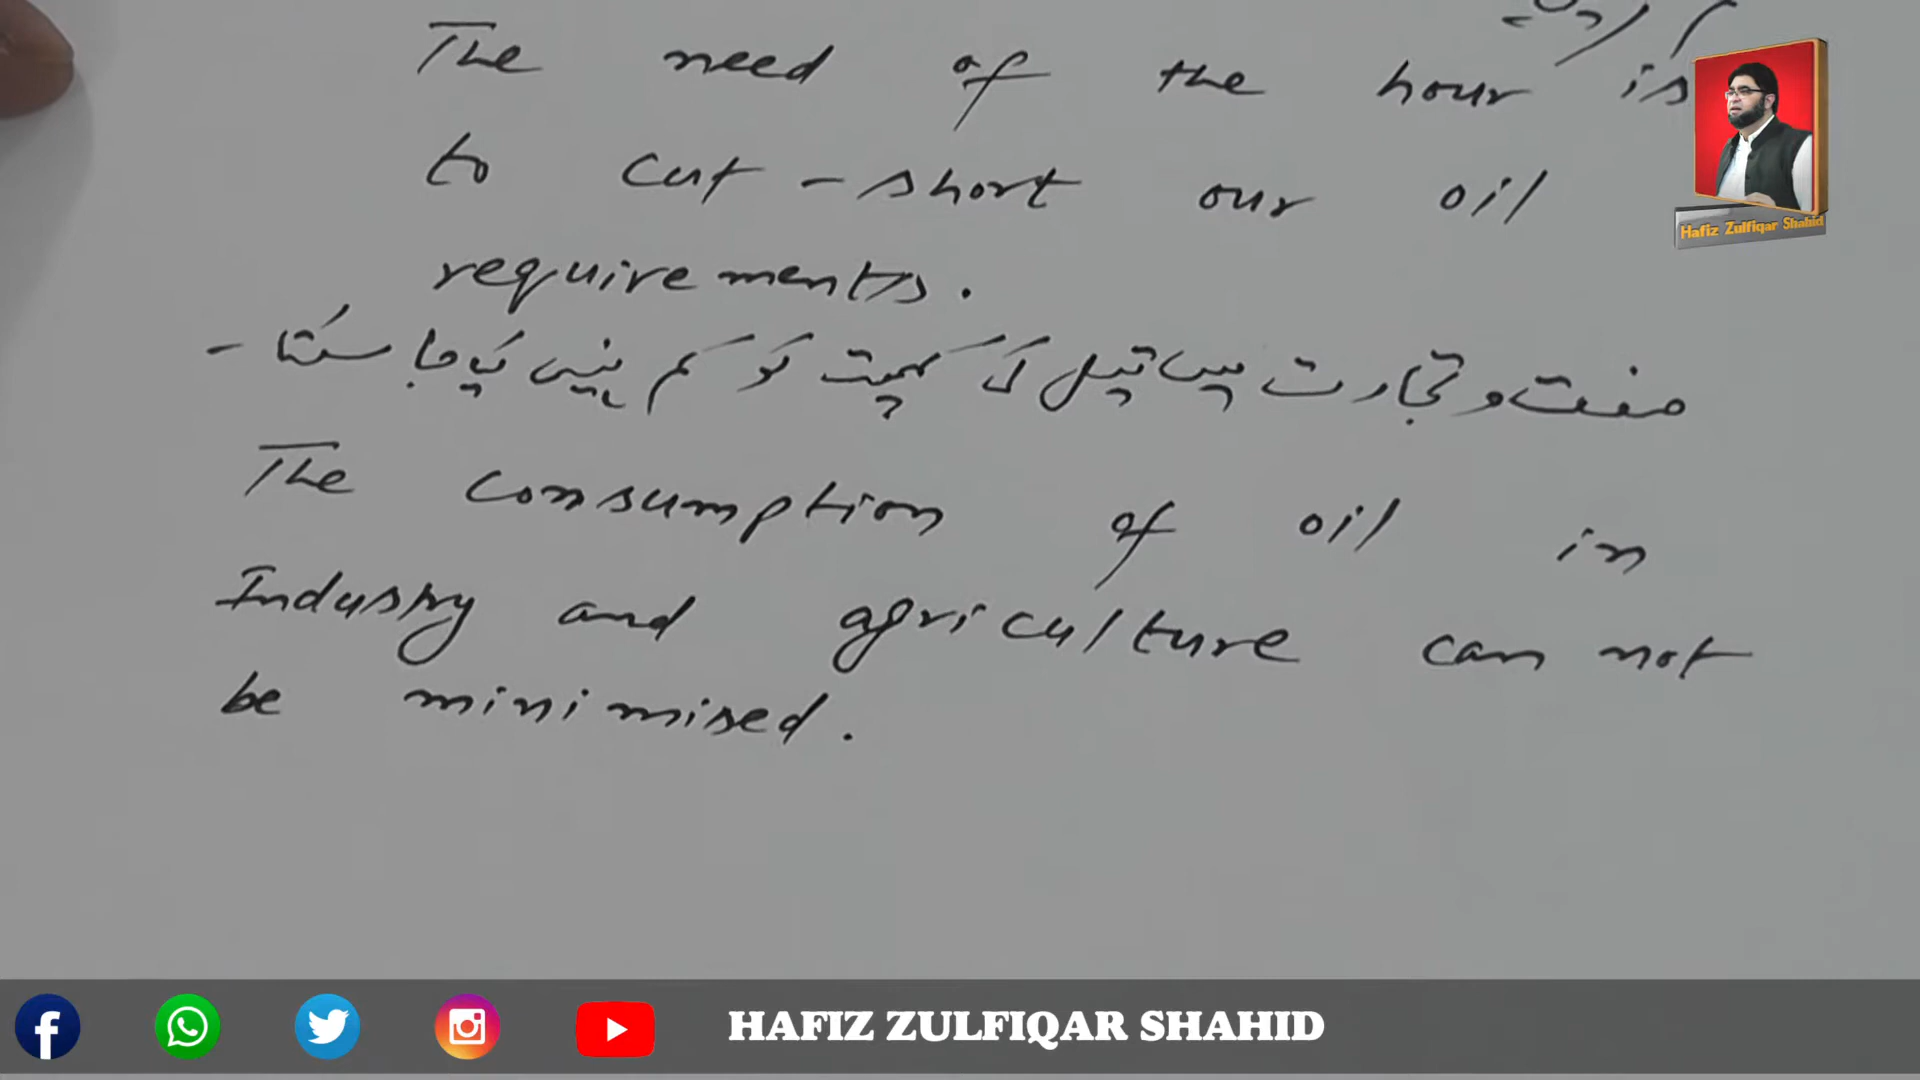 The need of the hour is
to cut-short our oil
requirements.
صنعت و تجارت میں تیل کی کھپت کو کم نہیں کیا جا سکتا -
The consumption of oil in
Industry and agriculture can not
be minimised.
Hafiz Zulfiqar Shahid
HAFIZ ZULFIQAR SHAHID